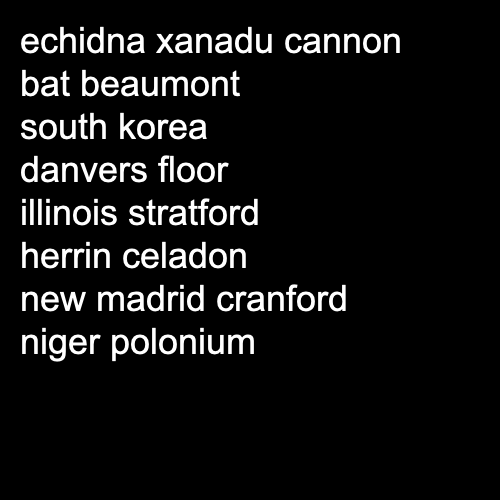 echidna xanadu cannon
bat beaumont
south korea
danvers floor
illinois stratford
herrin celadon
new madrid cranford
niger polonium